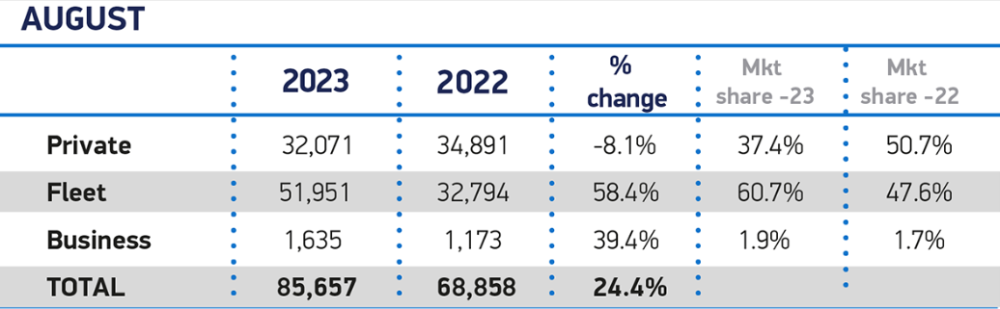 AUGUST
2023 2022 % change Mkt share -23 Mkt share -22
Private 32,071 34,891 -8.1% 37.4% 50.7%
Fleet 51,951 32,794 58.4% 60.7% 47.6%
Business 1,635 1,173 39.4% 1.9% 1.7%
TOTAL 85,657 68,858 24.4%